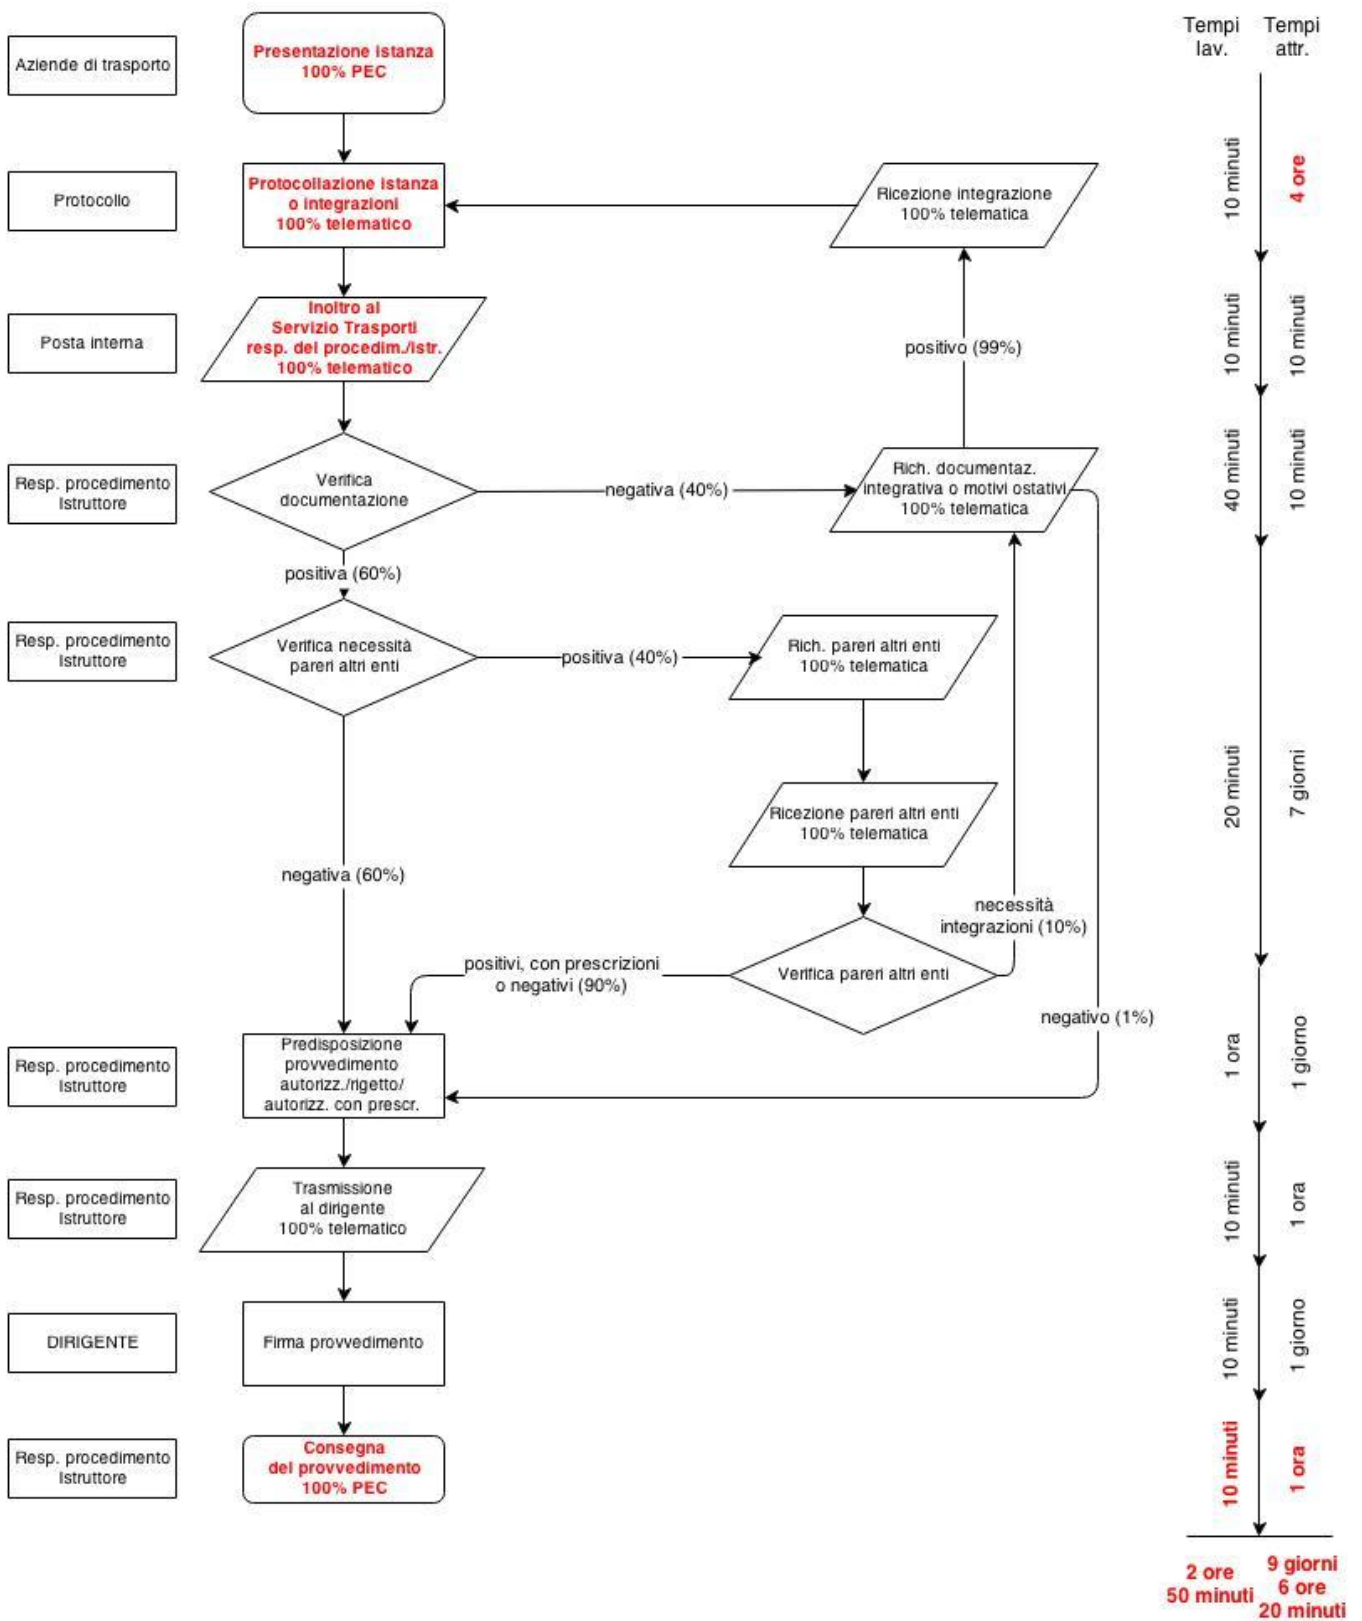 Tempi
lav.
Tempi
attr.
Aziende di trasporto
Presentazione istanza
100% PEC
Protocollo
Protocollazione istanza
o integrazioni
100% telematico
Ricezione integrazione
100% telematica
10 minuti
4 ore
Posta interna
Inoltro al
Servizio Trasporti
resp. del procedim./istr.
100% telematico
positivo (99%)
10 minuti
10 minuti
Resp. procedimento
Istruttore
Verifica
documentazione
negativa (40%)
Rich. documentaz.
integrativa o motivi ostativi
100% telematica
40 minuti
10 minuti
positiva (60%)
Resp. procedimento
Istruttore
Verifica necessità
pareri altri enti
positiva (40%)
Rich. pareri altri enti
100% telematica
Ricezione pareri altri enti
100% telematica
20 minuti
7 giorni
negativa (60%)
necessità
integrazioni (10%)
positivi, con prescrizioni
o negativi (90%)
Verifica pareri altri enti
negativo (1%)
Resp. procedimento
Istruttore
Predisposizione
provvedimento
autorizz./rigetto/
autorizz. con prescr.
1 ora
1 giorno
Resp. procedimento
Istruttore
Trasmissione
al dirigente
100% telematico
10 minuti
1 ora
DIRIGENTE
Firma provvedimento
10 minuti
1 giorno
Resp. procedimento
Istruttore
Consegna
del provvedimento
100% PEC
10 minuti
1 ora
2 ore
50 minuti
9 giorni
6 ore
20 minuti